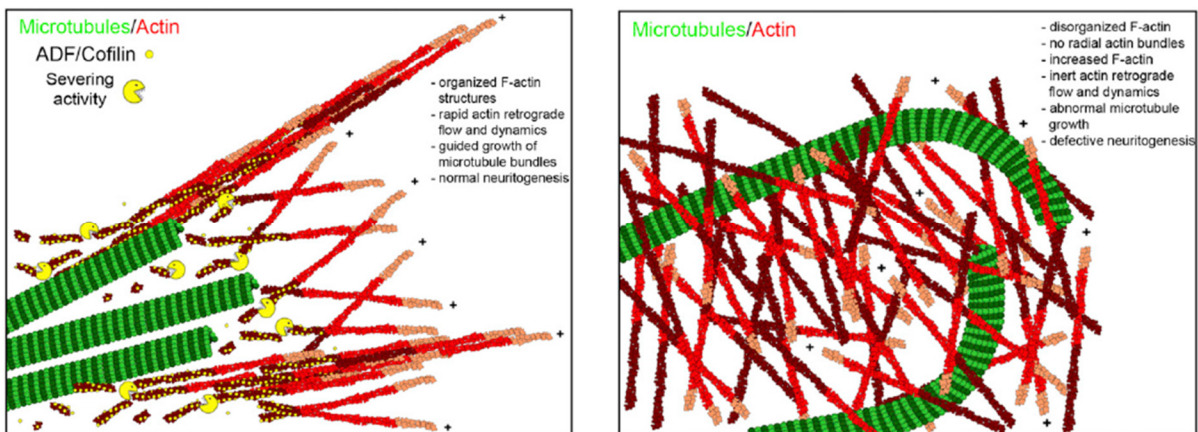 Microtubules/Actin
ADF/Cofilin
Severing
activity
- organized F-actin
structures
- rapid actin retrograde
flow and dynamics
- guided growth of
microtubule bundles
- normal neuritogenesis
+
+
+
+
+
+
+
Microtubules/Actin
- disorganized F-actin
- no radial actin bundles
- increased F-actin
- inert actin retrograde
flow and dynamics
- abnormal microtubule
growth
- defective neuritogenesis
+
+
+
+
+
+
+
+